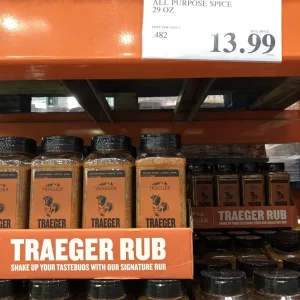 ALL PURPOSE SPICE
29 OZ
.482
13.99
TRAEGER
TRAEGER
TRAEGER
TRAEGER
TRAEGER RUB
SHAKE UP YOUR TASTEBUDS WITH OUR SIGNATURE RUB
TRAEGER RUB